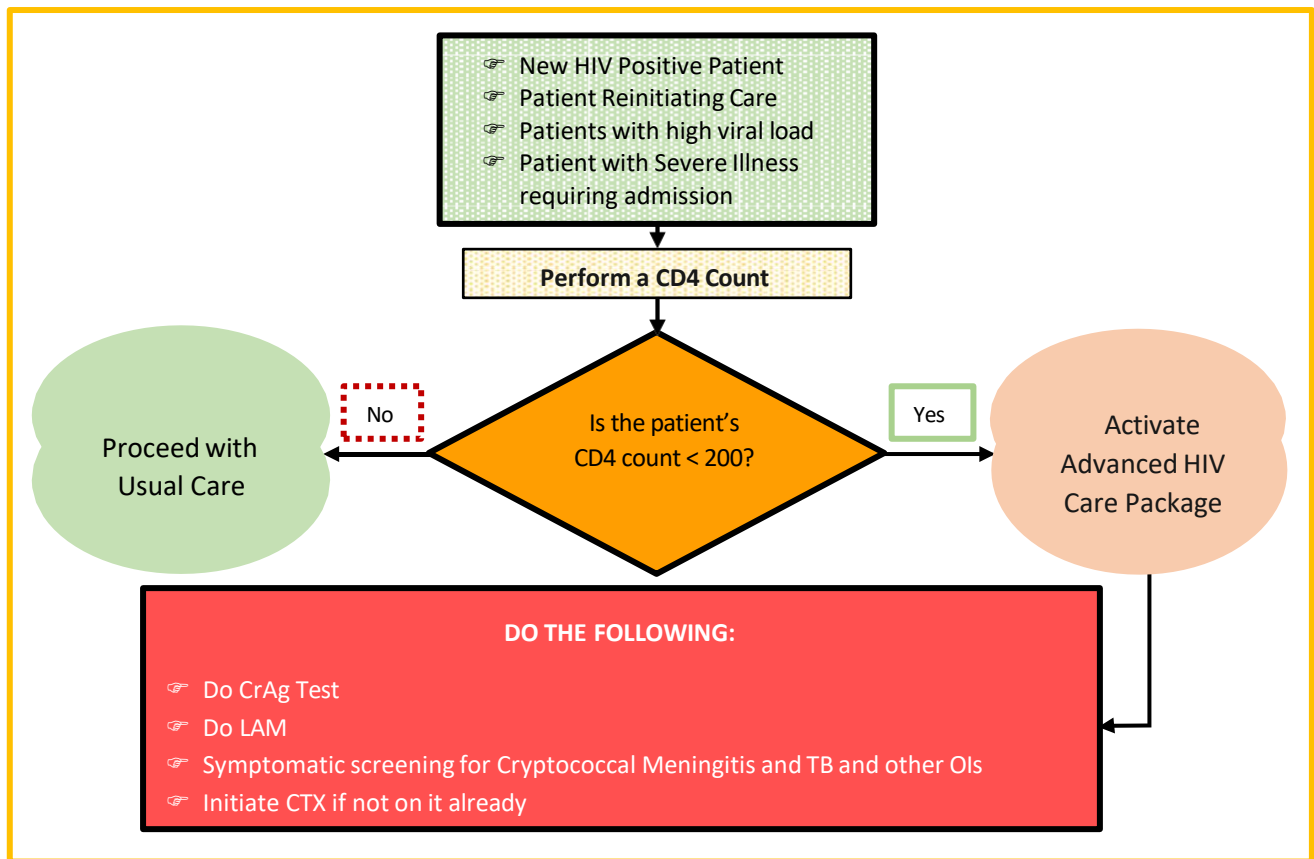 ☞ New HIV Positive Patient
☞ Patient Reinitiating Care
☞ Patients with high viral load
☞ Patient with Severe Illness
requiring admission
Perform a CD4 Count
Is the patient’s
CD4 count < 200?
No
Yes
Proceed with
Usual Care
Activate
Advanced HIV
Care Package
DO THE FOLLOWING:
☞ Do CrAg Test
☞ Do LAM
☞ Symptomatic screening for Cryptococcal Meningitis and TB and other OIs
☞ Initiate CTX if not on it already